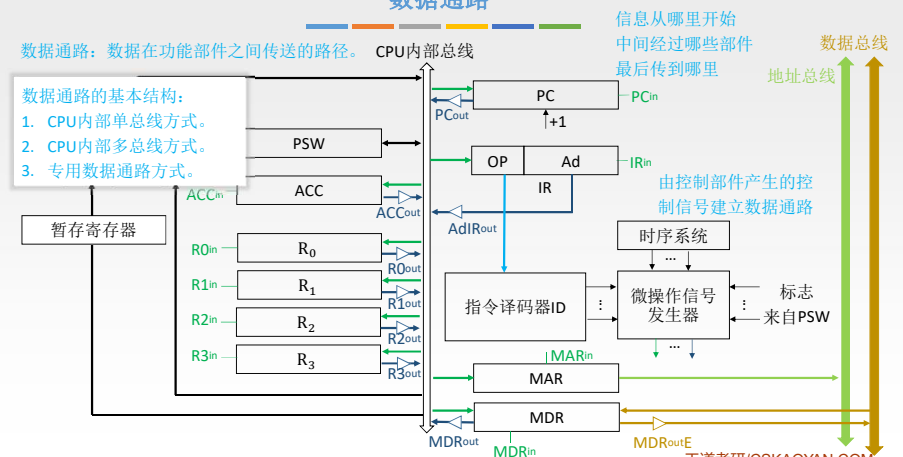 数据通路
数据通路：数据在功能部件之间传送的路径。
CPU内部总线
信息从哪里开始
中间经过哪些部件
最后传到哪里
数据总线
地址总线
数据通路的基本结构：
1. CPU内部单总线方式。
2. CPU内部多总线方式。
3. 专用数据通路方式。
PC
PCin
PCout
+1
PSW
OP
Ad
IRin
IR
ACC
ACCin
ACCout
AdIRout
由控制部件产生的控
制信号建立数据通路
暂存寄存器
时序系统
...
R0in
R0
R0out
R1in
R1
R1out
指令译码器ID
⋮
微操作信号
发生器
⋮
标志
来自PSW
R2in
R2
R2out
...
R3in
R3
R3out
MARin
MAR
MDR
MDRout
MDRin
MDRoutE